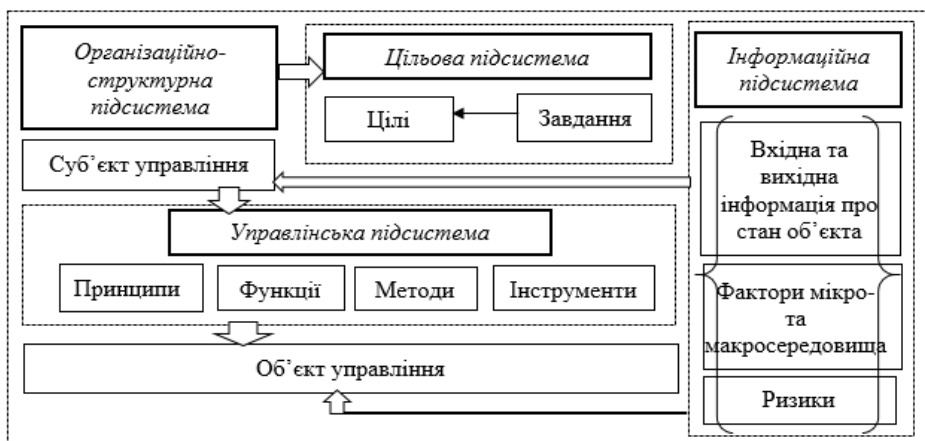 Організаційно-
структурна
підсистема
Цільова підсистема
Цілі
Завдання
Інформаційна
підсистема
Суб’єкт управління
Вхідна та
вихідна
інформація про
стан об’єкта
Управлінська підсистема
Принципи
Функції
Методи
Інструменти
Фактори мікро-
та
макросередовища
Об’єкт управління
Ризики